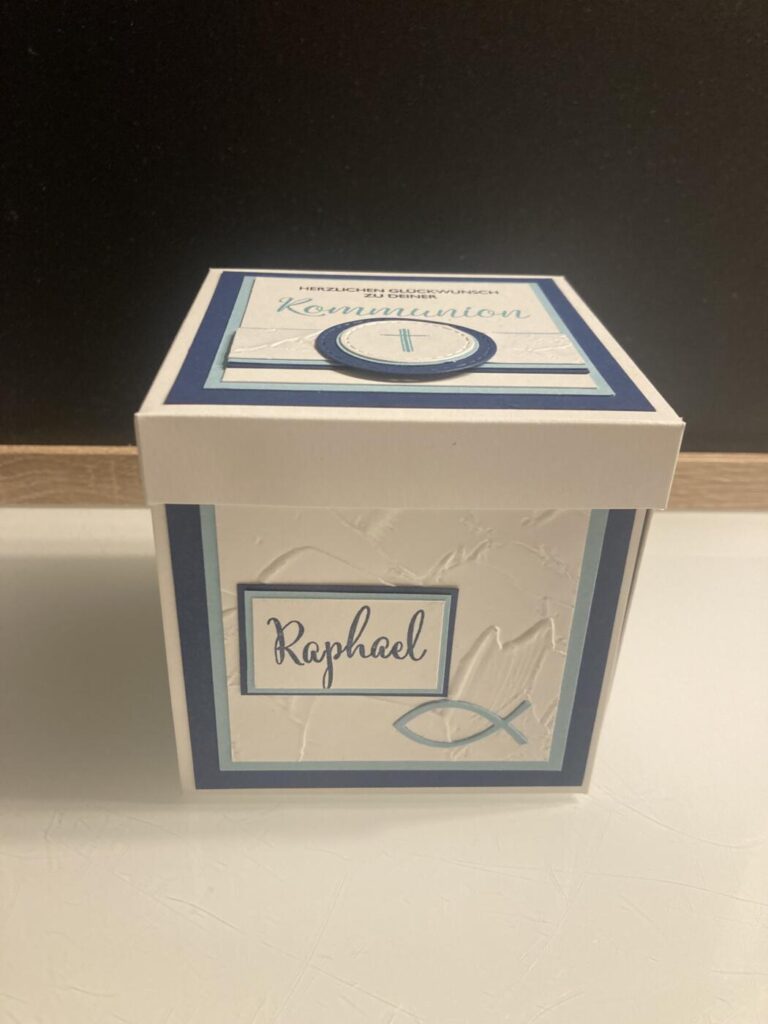 HERZLICHEN GLÜCKWUNSCH
ZU DEINER
Kommunion
Raphael